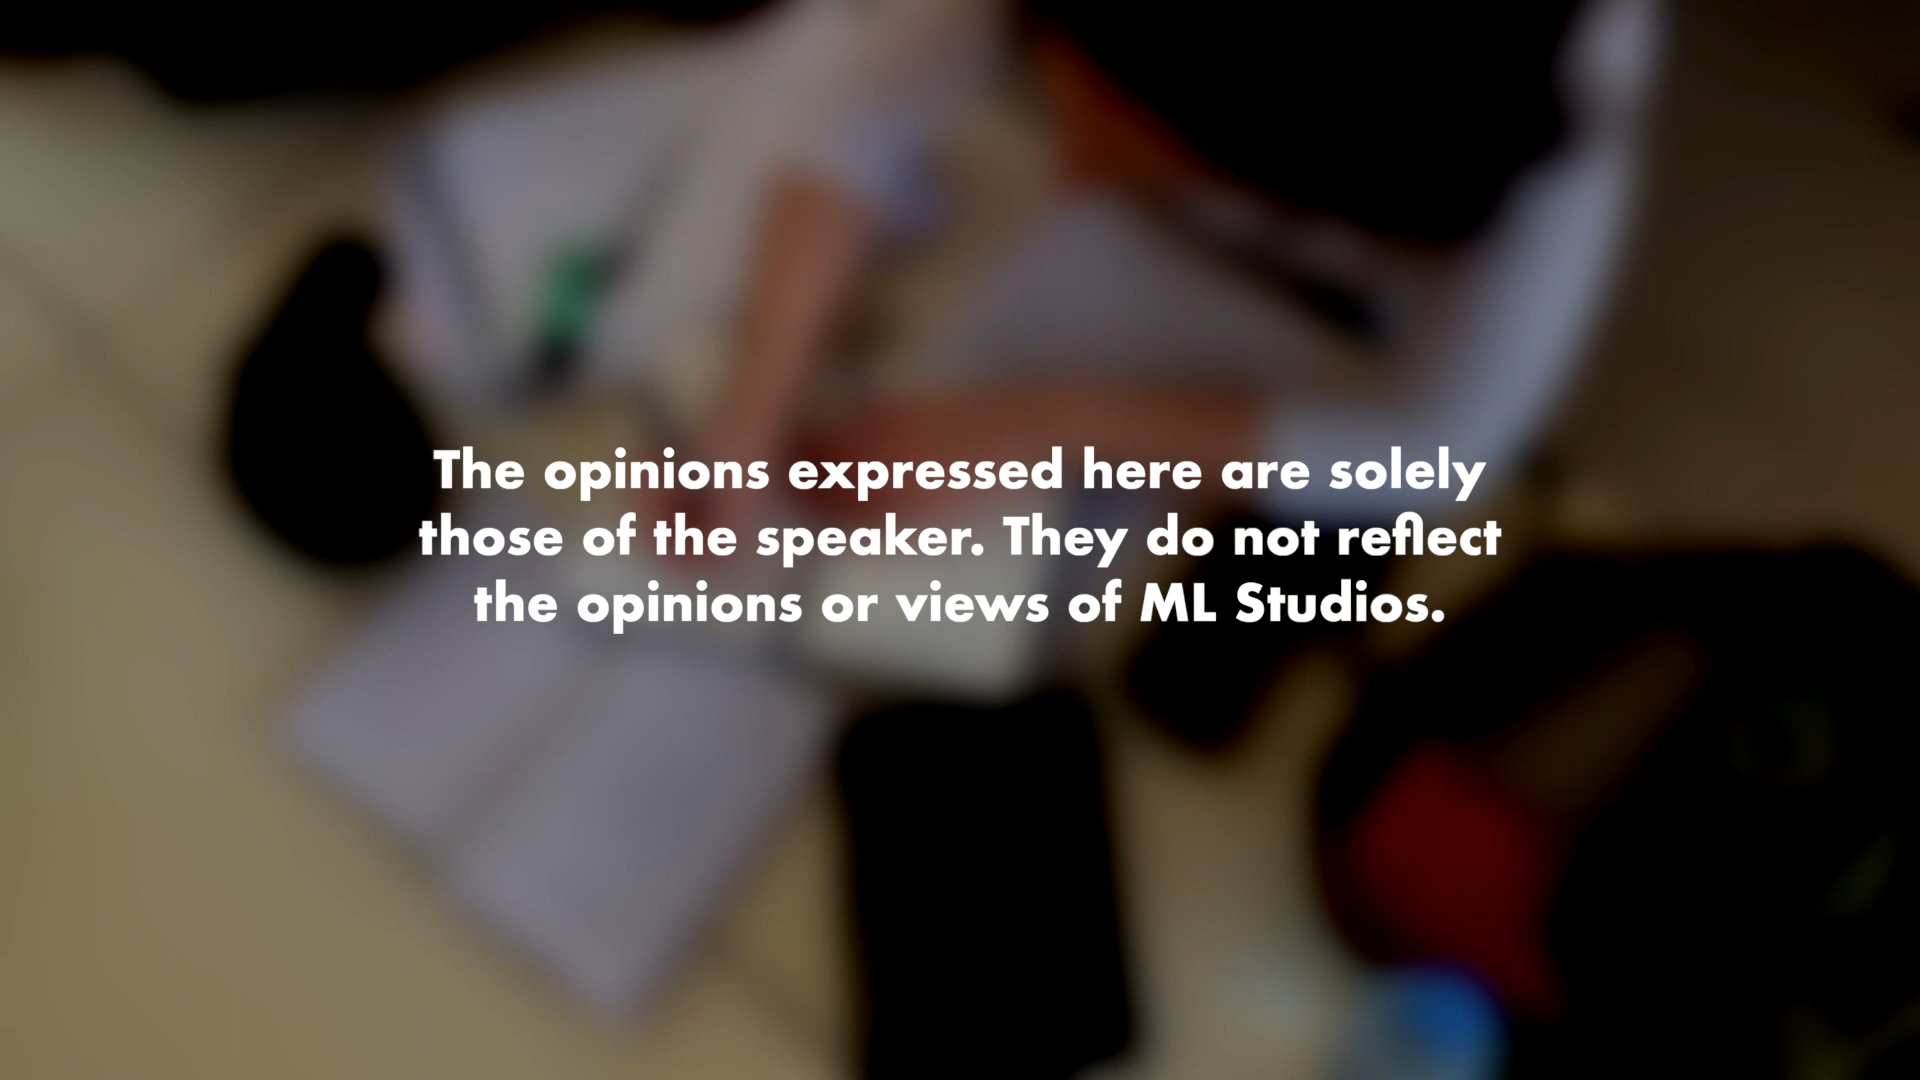 The opinions expressed here are solely
those of the speaker. They do not reflect
the opinions or views of ML Studios.